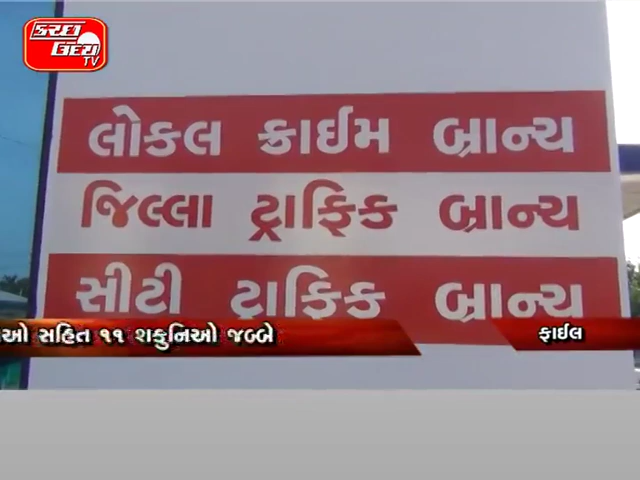 કચ્છ
ઉદય
TV
લોકલ ક્રાઈમ બ્રાન્ચ
જિલ્લા ટ્રાફિક બ્રાન્ચ
સીટી ટ્રાફિક બ્રાન્ચ
સહિત ૧૧ શકુનિઓ જબ્બે
ફાઈલ